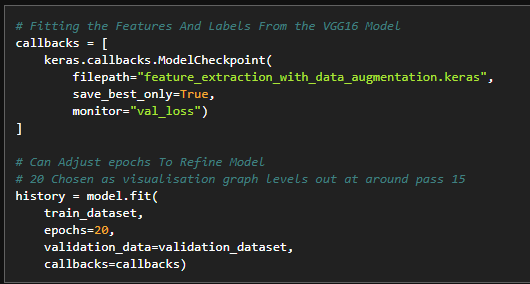 # Fitting the Features And Labels From the VGG16 Model
callbacks = [
    keras.callbacks.ModelCheckpoint(
        filepath="feature_extraction_with_data_augmentation.keras",
        save_best_only=True,
        monitor="val_loss")
]

# Can Adjust epochs To Refine Model
# 20 Chosen as visualisation graph levels out at around pass 15
history = model.fit(
    train_dataset,
    epochs=20,
    validation_data=validation_dataset,
    callbacks=callbacks)